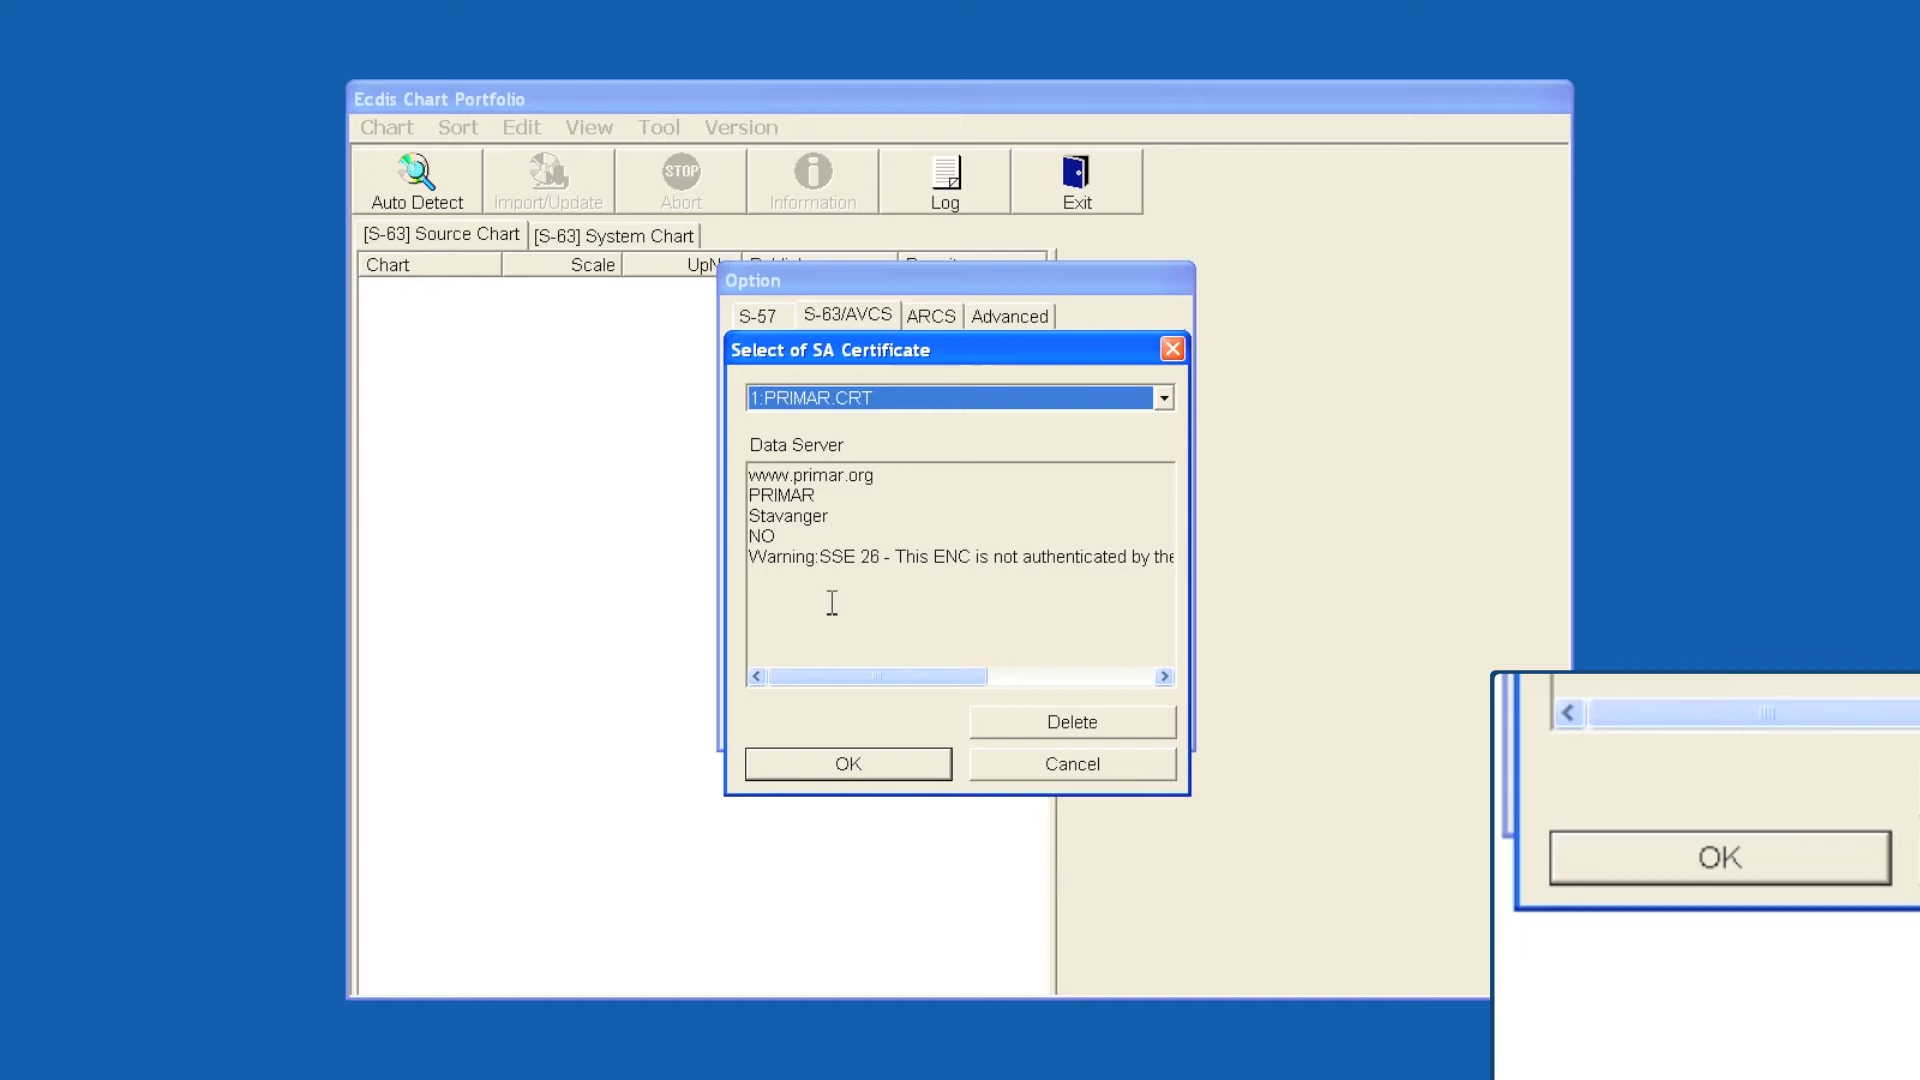 Ecdis Chart Portfolio
Chart Sort Edit View Tool Version
STOP
Auto Detect Import/Update Abort Information Log Exit
[S-63] Source Chart [S-63] System Chart
Chart Scale
Option
S-57 S-63/AVCS ARCS Advanced
Select of SA Certificate
1:PRIMAR.CRT
Data Server
www.primar.org
PRIMAR
Stavanger
NO
Warning:SSE 26 - This ENC is not authenticated by the
Delete
OK Cancel
OK